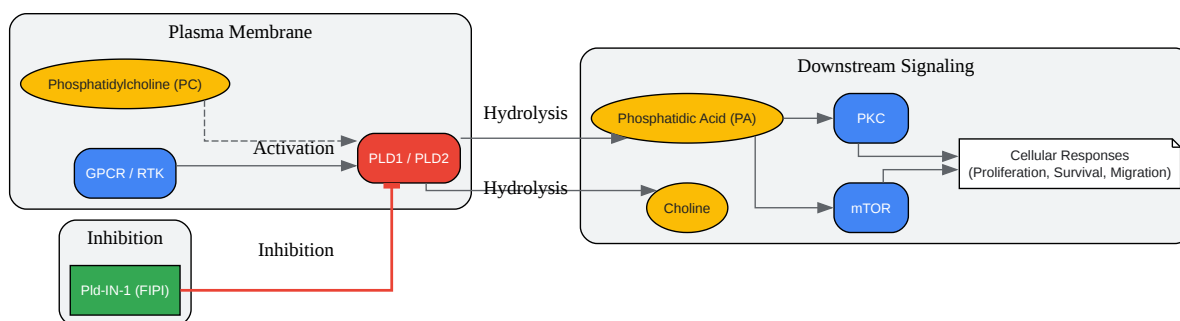 Plasma Membrane
Phosphatidylcholine (PC)
Activation
GPCR / RTK
PLD1 / PLD2
Inhibition
Pld-IN-1 (FIPI)
Inhibition
Hydrolysis
Hydrolysis
Downstream Signaling
Phosphatidic Acid (PA)
Choline
PKC
mTOR
Cellular Responses
(Proliferation, Survival, Migration)